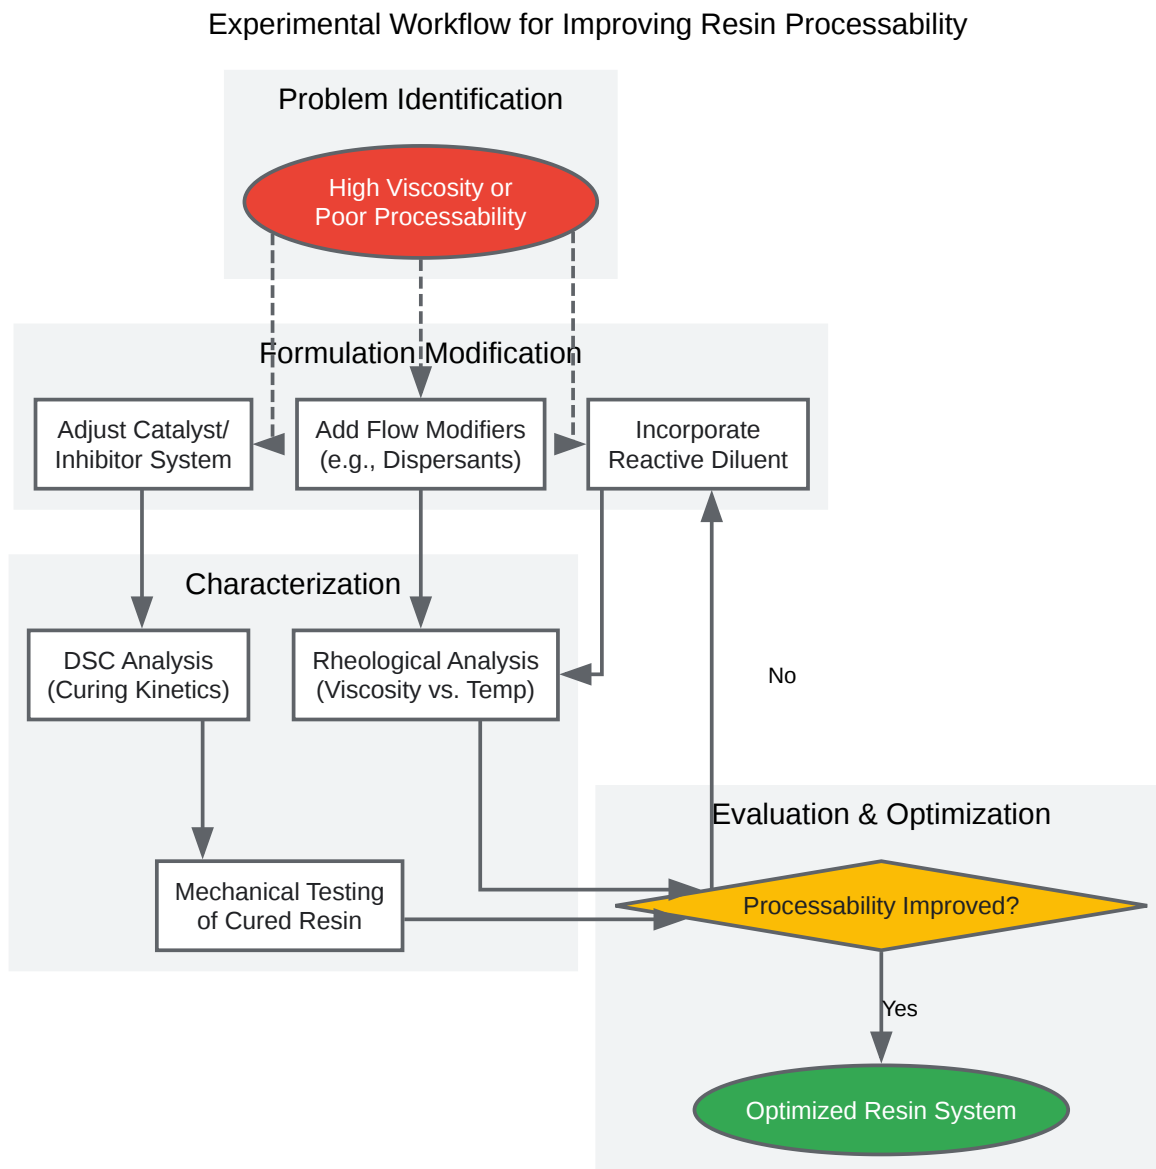 Experimental Workflow for Improving Resin Processability
Problem Identification
High Viscosity or
Poor Processability
Formulation Modification
Adjust Catalyst/
Inhibitor System
Add Flow Modifiers
(e.g., Dispersants)
Incorporate
Reactive Diluent
Characterization
DSC Analysis
(Curing Kinetics)
Rheological Analysis
(Viscosity vs. Temp)
No
Evaluation & Optimization
Mechanical Testing
of Cured Resin
Processability Improved?
Yes
Optimized Resin System